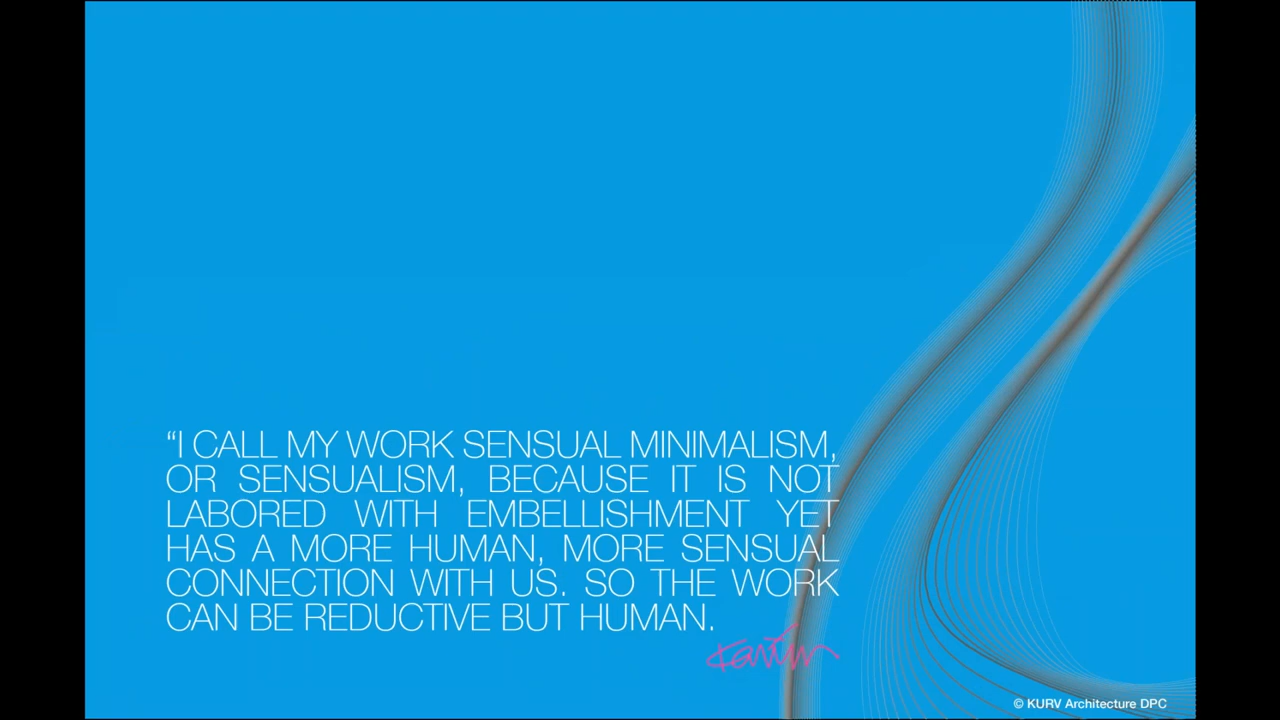 “I CALL MY WORK SENSUAL MINIMALISM,
OR SENSUALISM, BECAUSE IT IS NOT
LABORED WITH EMBELLISHMENT YET
HAS A MORE HUMAN, MORE SENSUAL
CONNECTION WITH US. SO THE WORK
CAN BE REDUCTIVE BUT HUMAN.
Karim
© KURV Architecture DPC